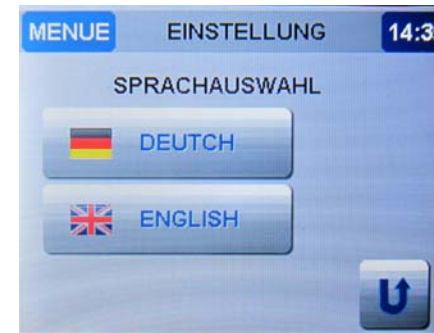 MENUE EINSTELLUNG 14:3
SPRACHAUSWAHL
DEUTCH
ENGLISH